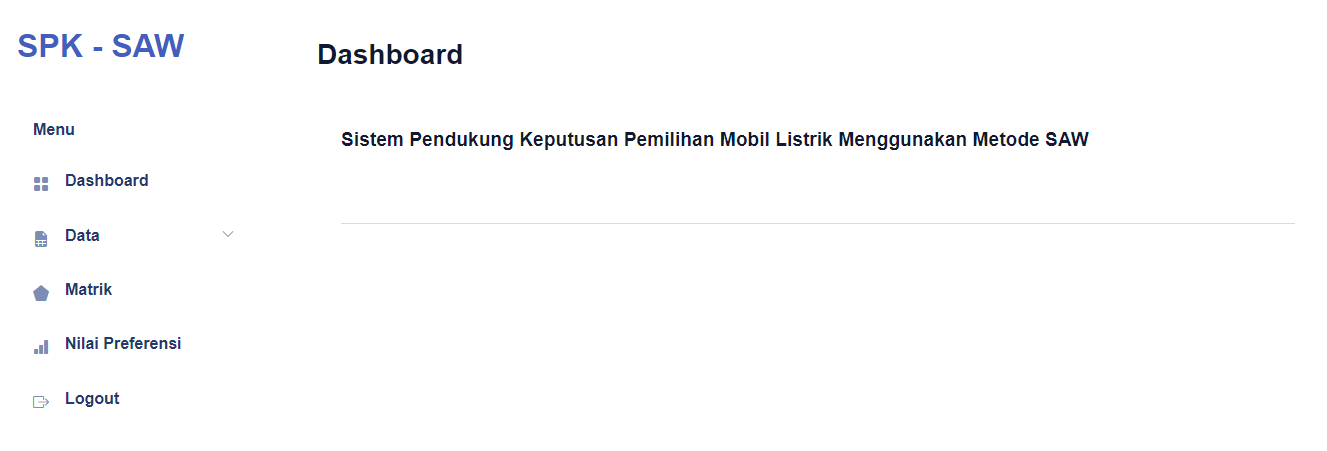 SPK - SAW
Menu
Dashboard
Data
Matrik
Nilai Preferensi
Logout
Dashboard
Sistem Pendukung Keputusan Pemilihan Mobil Listrik Menggunakan Metode SAW